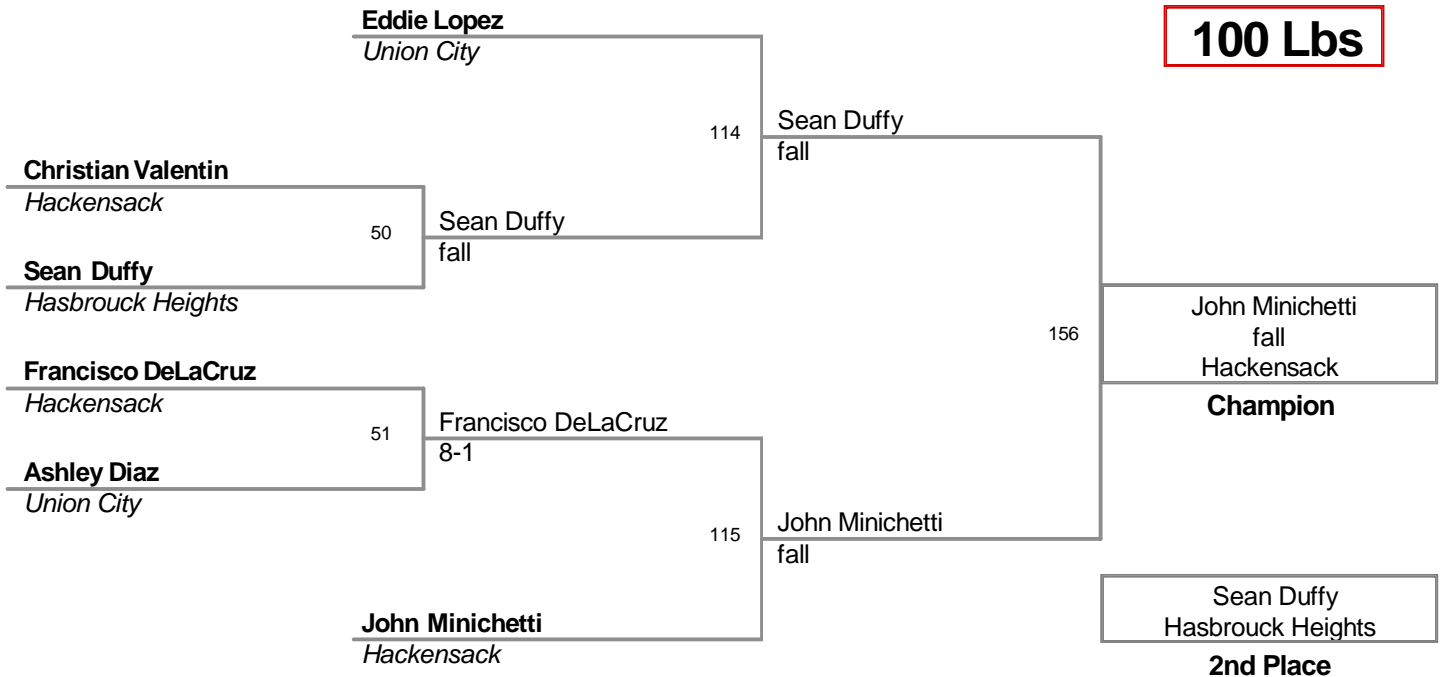 Eddie Lopez
Union City
100 Lbs
114
Sean Duffy
fall
Christian Valentin
Hackensack
50
Sean Duffy
fall
Sean Duffy
Hasbrouck Heights
156
John Minichetti
fall
Hackensack
Champion
Francisco DeLaCruz
Hackensack
51
Francisco DeLaCruz
8-1
Ashley Diaz
Union City
115
John Minichetti
fall
John Minichetti
Hackensack
Sean Duffy
Hasbrouck Heights
2nd Place